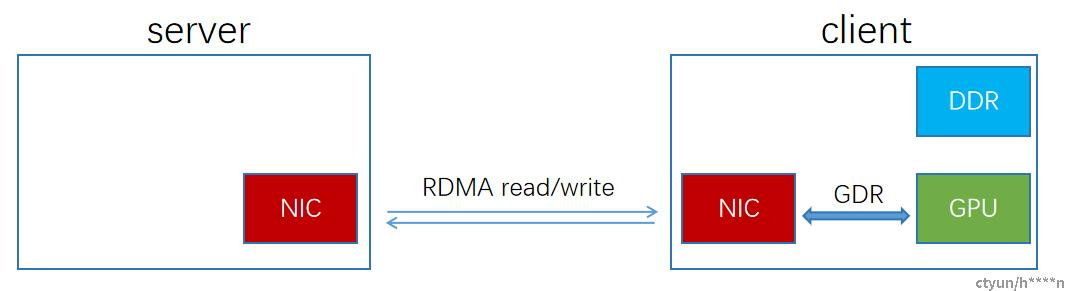 server
client
DDR
NIC
RDMA read/write
NIC
GDR
GPU
ctyun/h****n